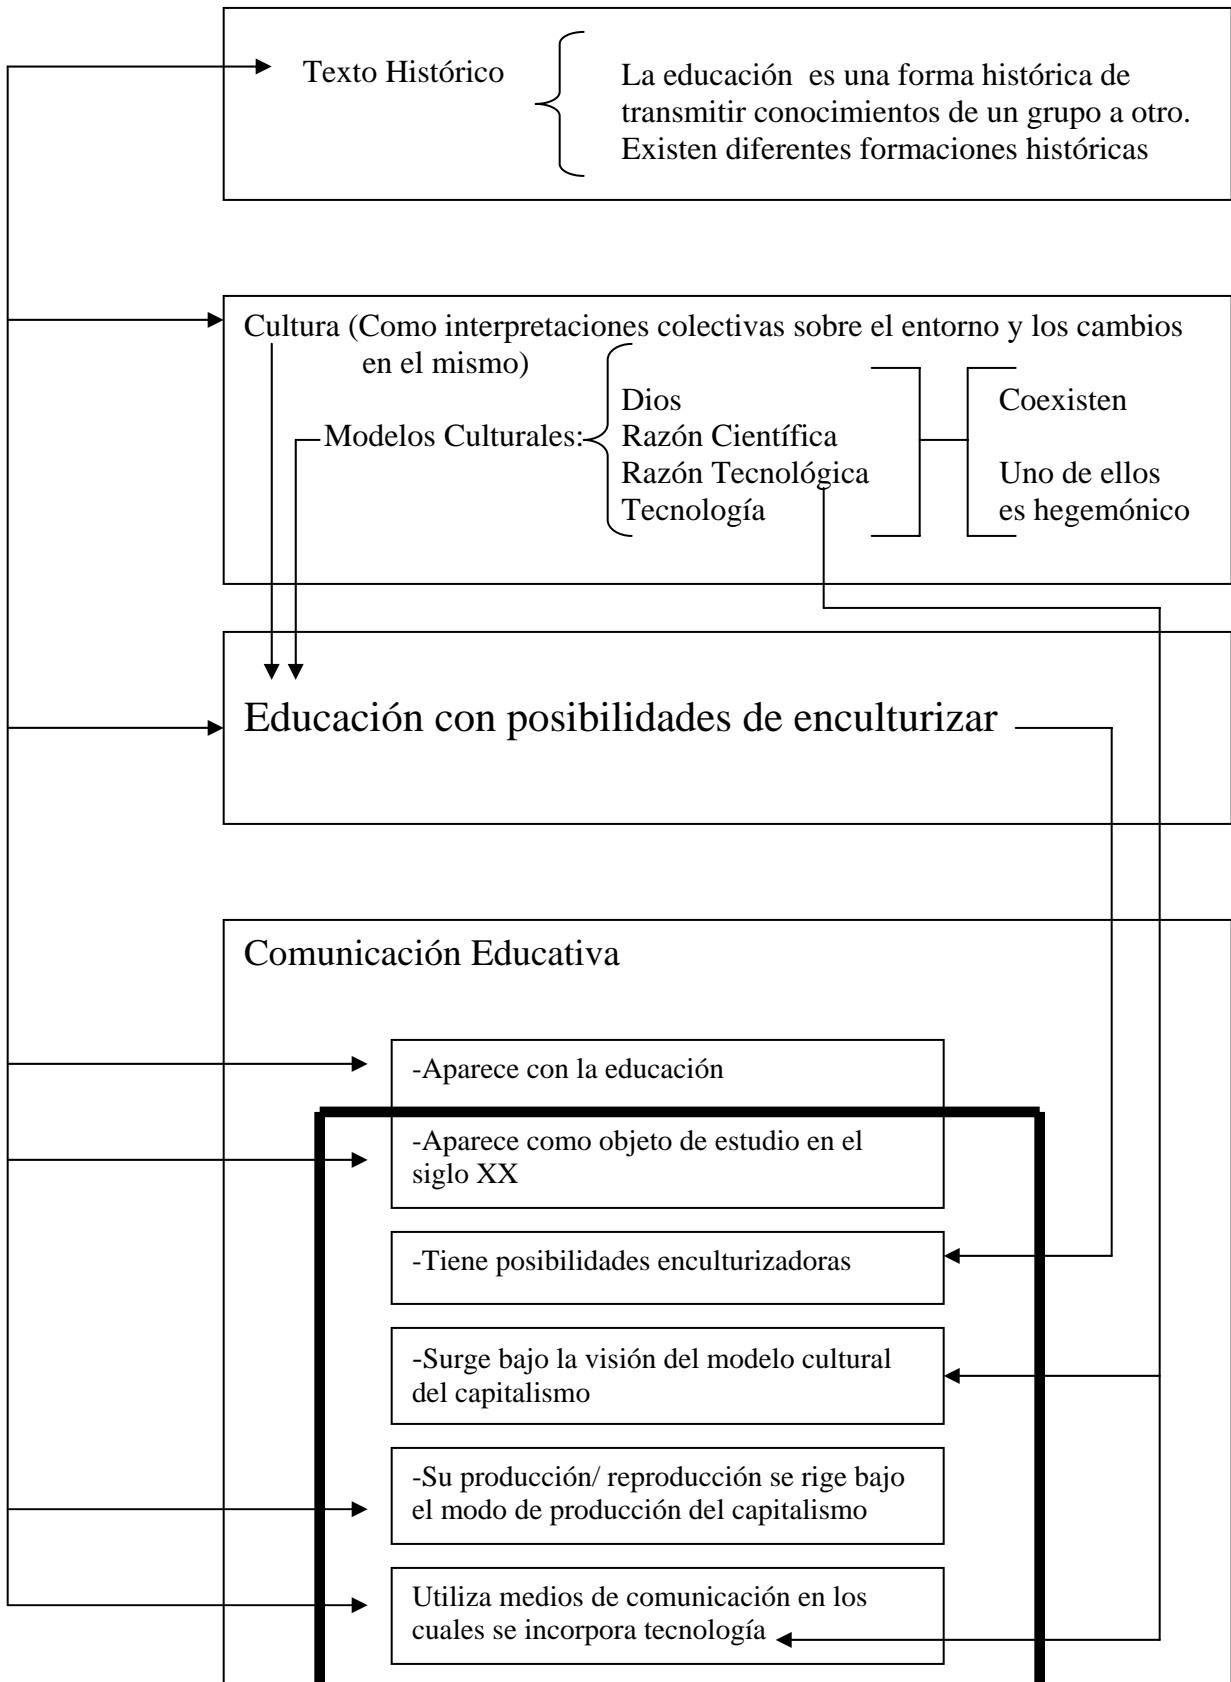 Texto Histórico
La educación es una forma histórica de
transmitir conocimientos de un grupo a otro.
Existen diferentes formaciones históricas
Cultura (Como interpretaciones colectivas sobre el entorno y los cambios
en el mismo)
Modelos Culturales:
Dios
Razón Científica
Razón Tecnológica
Tecnología
Coexisten
Uno de ellos
es hegemónico
Educación con posibilidades de enculturizar
Comunicación Educativa
-Aparece con la educación
-Aparece como objeto de estudio en el
siglo XX
-Tiene posibilidades enculturizadoras
-Surge bajo la visión del modelo cultural
del capitalismo
-Su producción/ reproducción se rige bajo
el modo de producción del capitalismo
Utiliza medios de comunicación en los
cuales se incorpora tecnología